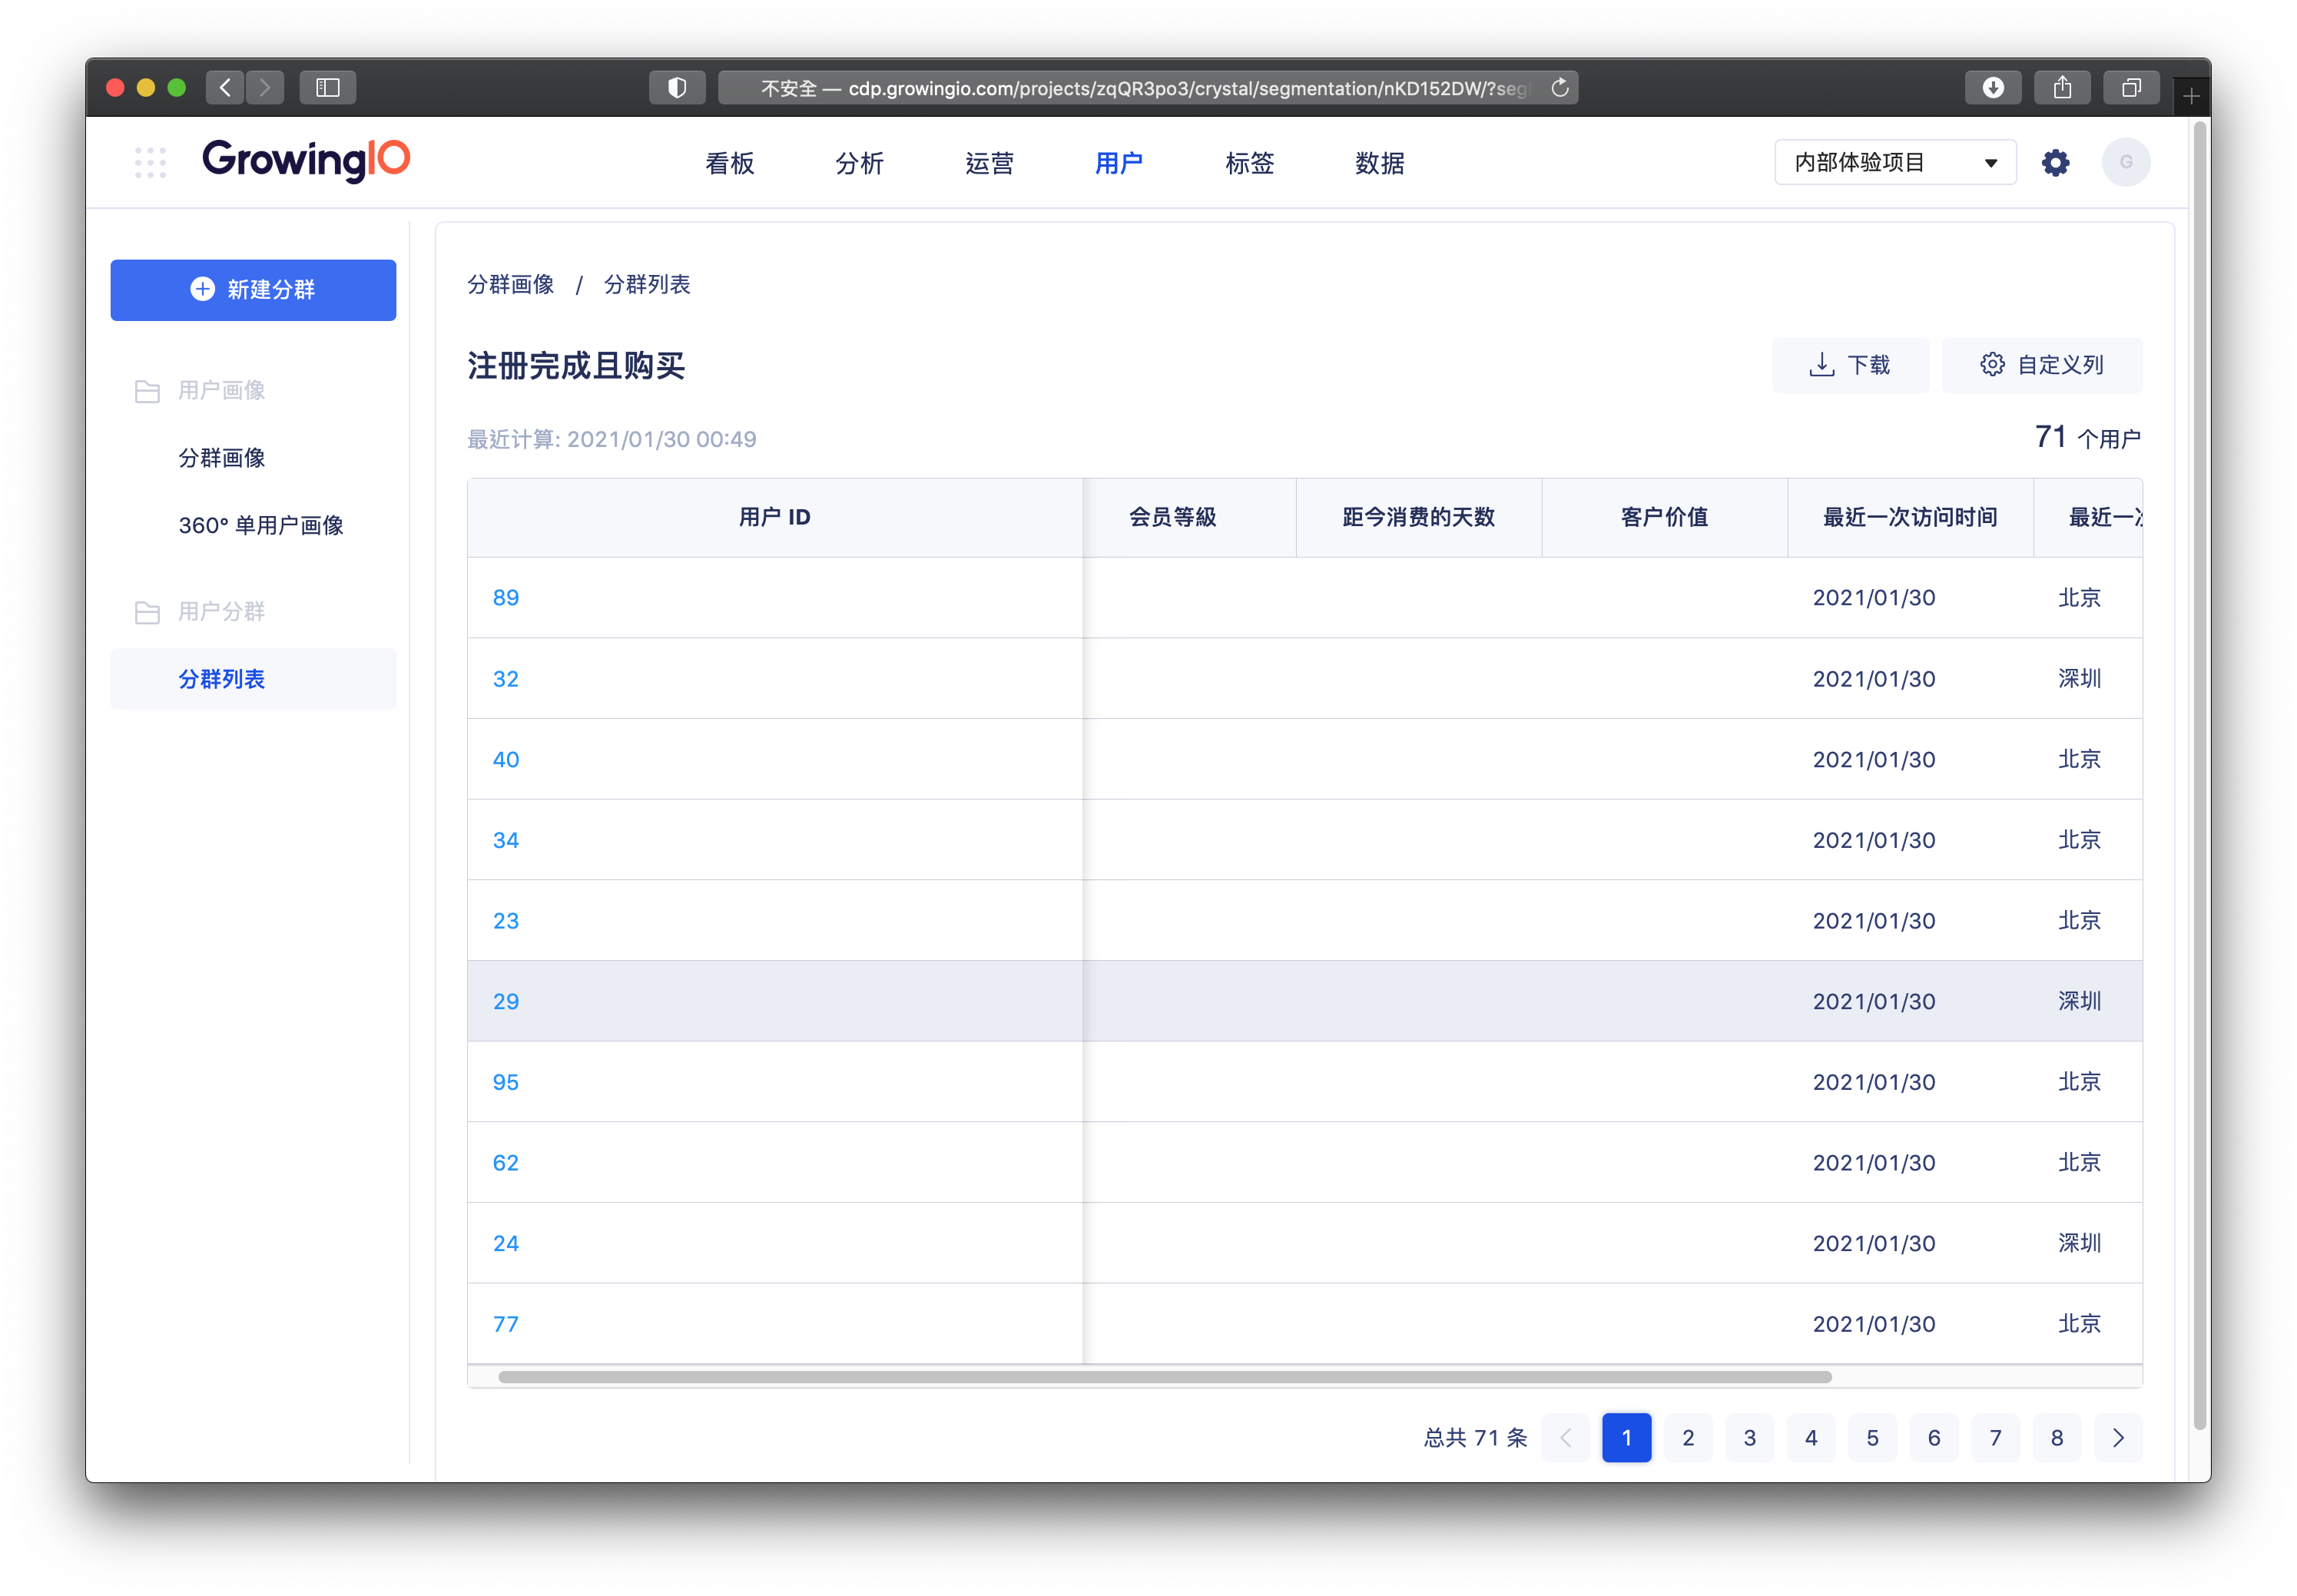 不安全 — cdp.growingio.com/projects/zqQR3po3/crystal/segmentation/nKD152DW/?seg
GrowingIO
看板 分析 运营 用户 标签 数据
内部体验项目
G
新建分群
用户画像
分群画像
360° 单用户画像
用户分群
分群列表
分群画像 / 分群列表
注册完成且购买
下载 自定义列
最近计算: 2021/01/30 00:49
71 个用户
用户 ID 会员等級 距今消费的天数 客户价值 最近一次访问时间 最近一
89 2021/01/30 北京
32 2021/01/30 深圳
40 2021/01/30 北京
34 2021/01/30 北京
23 2021/01/30 北京
29 2021/01/30 深圳
95 2021/01/30 北京
62 2021/01/30 北京
24 2021/01/30 深圳
77 2021/01/30 北京
总共 71 条 1 2 3 4 5 6 7 8